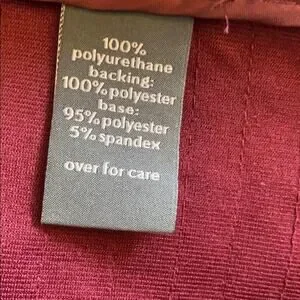 100%
polyurethane
backing:
100% polyester
base:
95% polyester
5% spandex
over for care